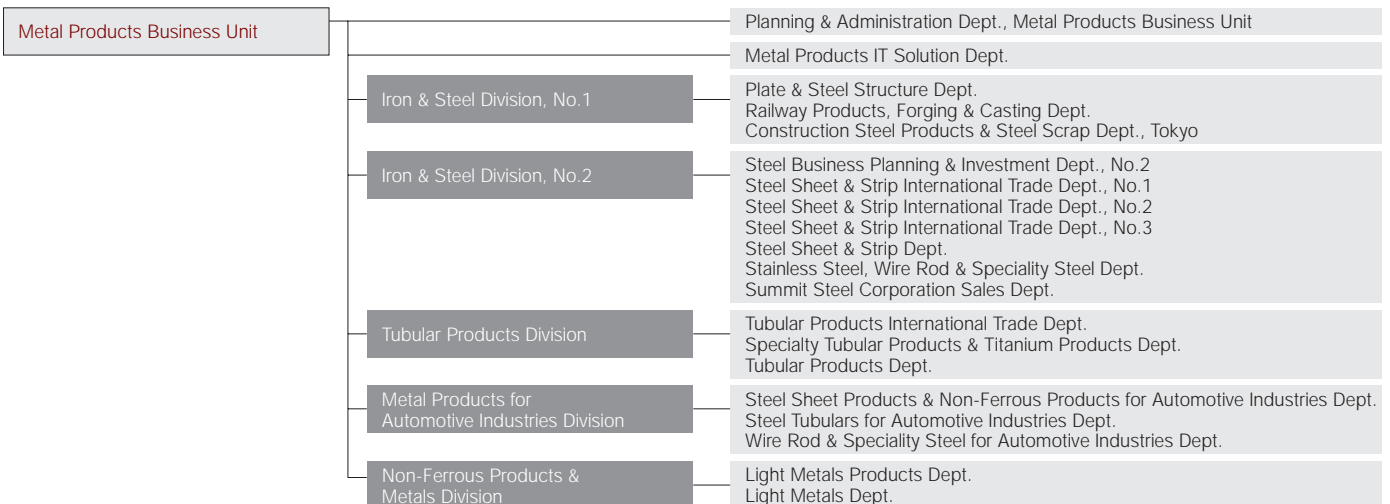 Metal Products Business Unit
Planning & Administration Dept., Metal Products Business Unit
Metal Products IT Solution Dept.
Iron & Steel Division, No.1
Plate & Steel Structure Dept.
Railway Products, Forging & Casting Dept.
Construction Steel Products & Steel Scrap Dept., Tokyo
Iron & Steel Division, No.2
Steel Business Planning & Investment Dept., No.2
Steel Sheet & Strip International Trade Dept., No.1
Steel Sheet & Strip International Trade Dept., No.2
Steel Sheet & Strip International Trade Dept., No.3
Steel Sheet & Strip Dept.
Stainless Steel, Wire Rod & Speciality Steel Dept.
Summit Steel Corporation Sales Dept.
Tubular Products Division
Tubular Products International Trade Dept.
Specialty Tubular Products & Titanium Products Dept.
Tubular Products Dept.
Metal Products for
Automotive Industries Division
Steel Sheet Products & Non-Ferrous Products for Automotive Industries Dept.
Steel Tubulars for Automotive Industries Dept.
Wire Rod & Speciality Steel for Automotive Industries Dept.
Non-Ferrous Products &
Metals Division
Light Metals Products Dept.
Light Metals Dept.